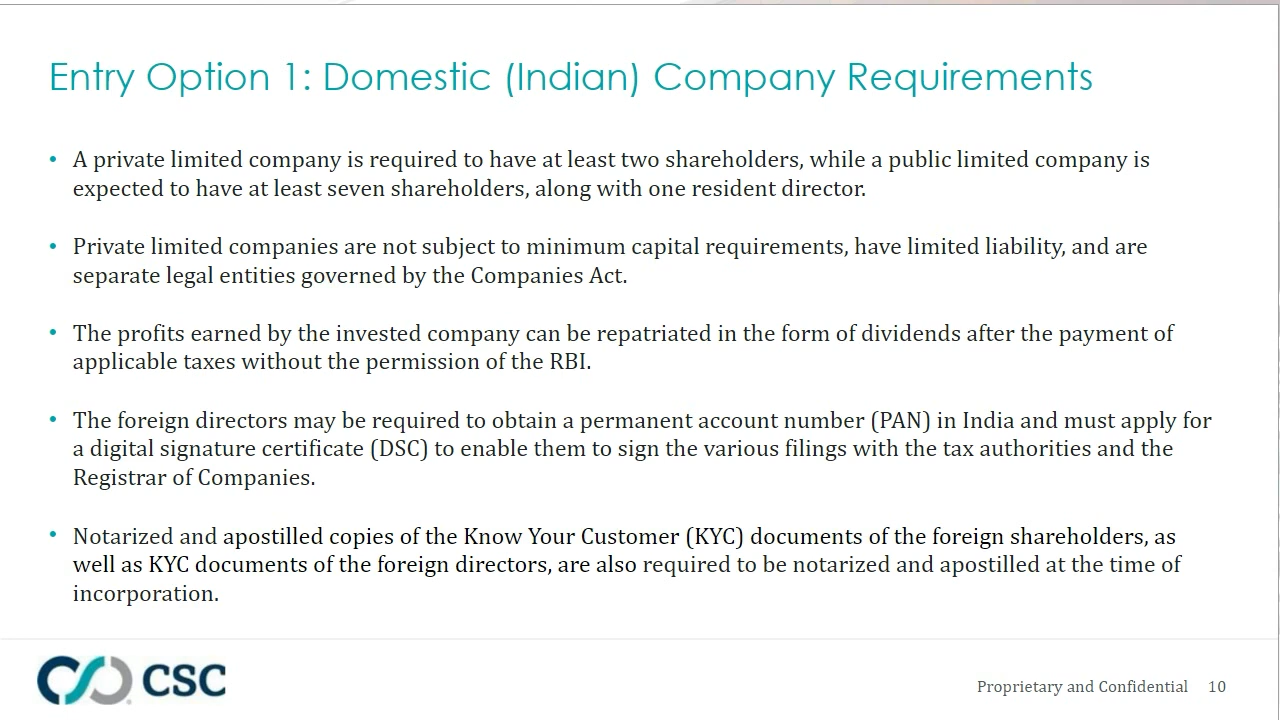 Entry Option 1: Domestic (Indian) Company Requirements
• A private limited company is required to have at least two shareholders, while a public limited company is
expected to have at least seven shareholders, along with one resident director.
• Private limited companies are not subject to minimum capital requirements, have limited liability, and are
separate legal entities governed by the Companies Act.
• The profits earned by the invested company can be repatriated in the form of dividends after the payment of
applicable taxes without the permission of the RBI.
• The foreign directors may be required to obtain a permanent account number (PAN) in India and must apply for
a digital signature certificate (DSC) to enable them to sign the various filings with the tax authorities and the
Registrar of Companies.
• Notarized and apostilled copies of the Know Your Customer (KYC) documents of the foreign shareholders, as
well as KYC documents of the foreign directors, are also required to be notarized and apostilled at the time of
incorporation.
CSC
Proprietary and Confidential 10